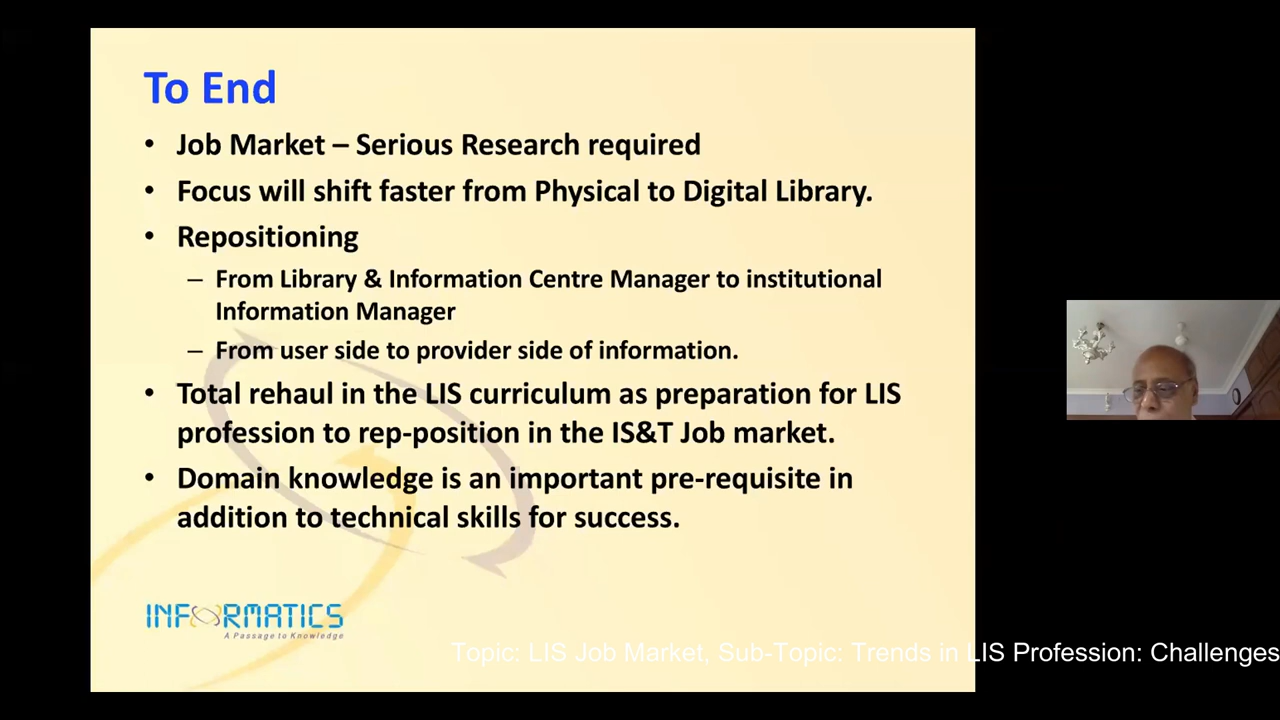 To End
• Job Market – Serious Research required
• Focus will shift faster from Physical to Digital Library.
• Repositioning
– From Library & Information Centre Manager to institutional
Information Manager
– From user side to provider side of information.
• Total rehaul in the LIS curriculum as preparation for LIS
profession to rep-position in the IS&T Job market.
• Domain knowledge is an important pre-requisite in
addition to technical skills for success.
INFORMATICS
A Passage to Knowledge
Topic: LIS Job Market, Sub-Topic: Trends in LIS Profession: Challenges